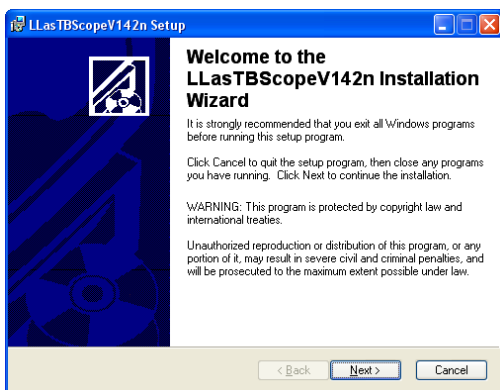 LLasTBScopeV142n Setup
Welcome to the
LLasTBScopeV142n Installation
Wizard
It is strongly recommended that you exit all Windows programs
before running this setup program.
Click Cancel to quit the setup program, then close any programs
you have running. Click Next to continue the installation.
WARNING: This program is protected by copyright law and
international treaties.
Unauthorized reproduction or distribution of this program, or any
portion of it, may result in severe civil and criminal penalties, and
will be prosecuted to the maximum extent possible under law.
< Back Next > Cancel